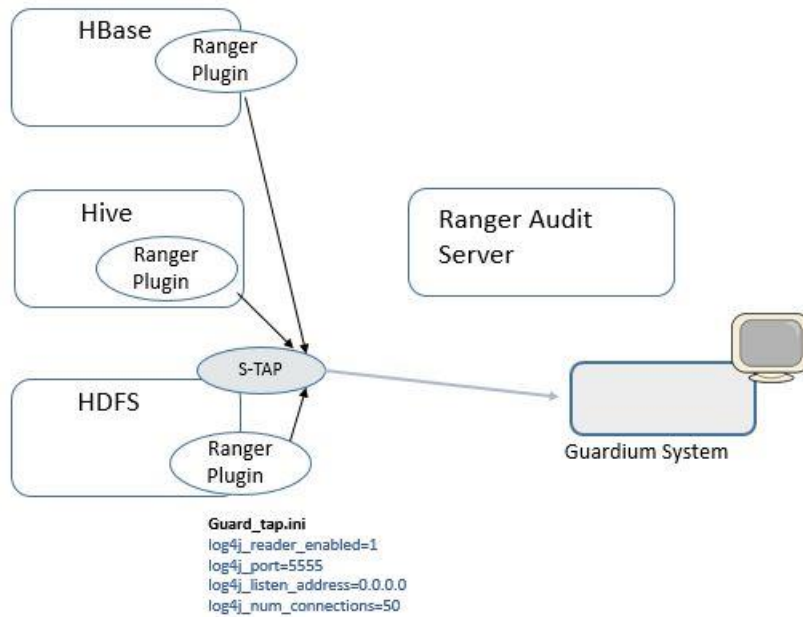 HBase
Ranger
Plugin
Hive
Ranger
Plugin
Ranger Audit
Server
S-TAP
HDFS
Ranger
Plugin
Guardium System
Guard_tap.ini
log4j_reader_enabled=1
log4j_port=5555
log4j_listen_address=0.0.0.0
log4j_num_connections=50